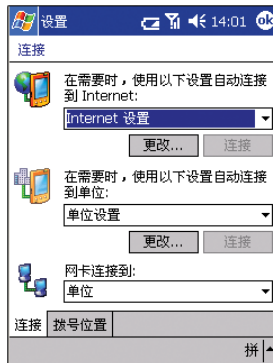 设置 14:01 ok
连接
在需要时，使用以下设置自动连接
到 Internet:
Internet 设置
更改... 连接
在需要时，使用以下设置自动连接
到单位:
单位设置
更改... 连接
网卡连接到:
单位
连接 拨号位置
拼